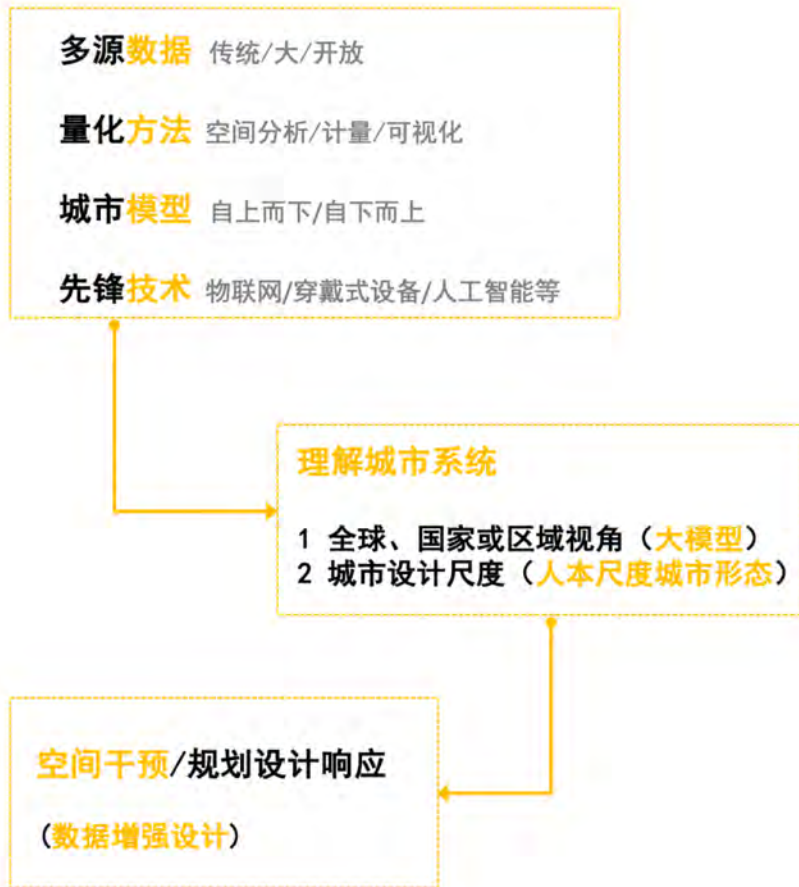 多源数据 传统/大/开放
量化方法 空间分析/计量/可视化
城市模型 自上而下/自下而上
先锋技术 物联网/穿戴式设备/人工智能等
理解城市系统
1 全球、国家或区域视角（大模型）
2 城市设计尺度（人本尺度城市形态）
空间干预/规划设计响应
(数据增强设计)